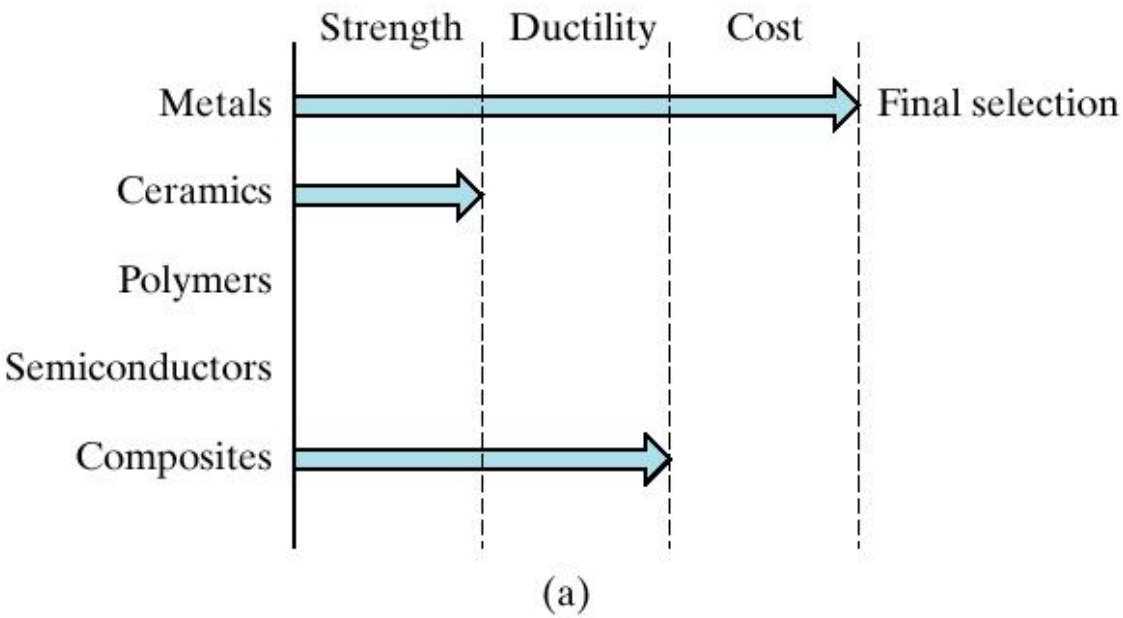 Strength Ductility Cost
Metals Final selection
Ceramics
Polymers
Semiconductors
Composites
(a)